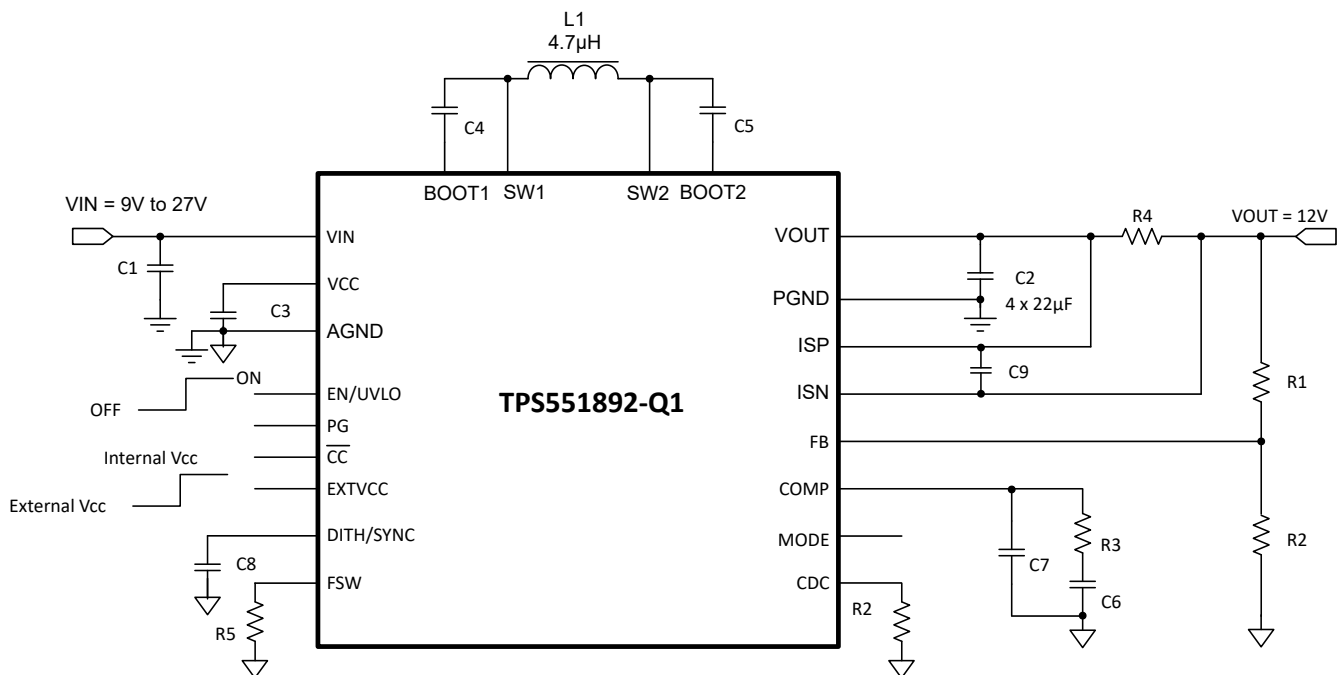 L1
4.7µH
C4
C5
BOOT1
SW1
SW2
BOOT2
VIN = 9V to 27V
VIN
C1
VCC
C3
AGND
ON
OFF
EN/UVLO
PG
Internal Vcc
CC
External Vcc
EXTVCC
DITH/SYNC
C8
FSW
R5
TPS551892-Q1
VOUT
R4
VOUT = 12V
C2
4 x 22µF
PGND
ISP
C9
ISN
R1
FB
COMP
MODE
R3
R2
C7
CDC
C6
R2